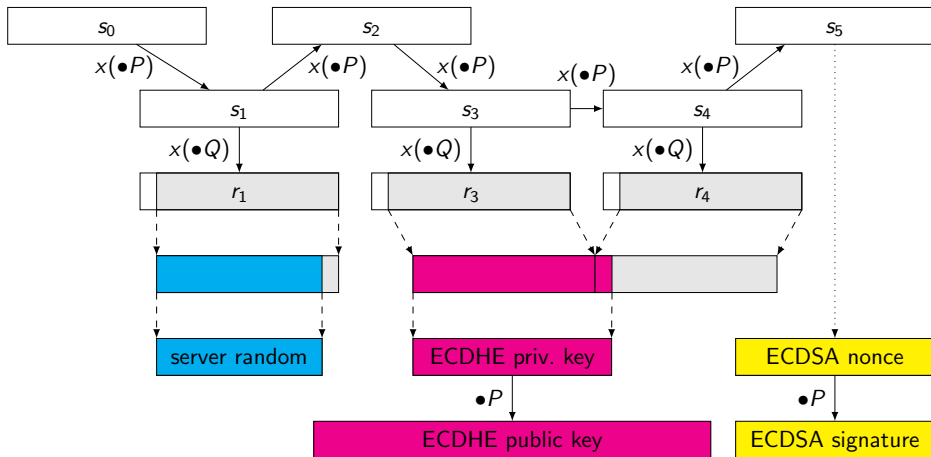 s₀
s₂
s₅
x(•P)
x(•P)
x(•P)
x(•P)
x(•P)
s₁
s₃
s₄
x(•Q)
x(•Q)
x(•Q)
r₁
r₃
r₄
server random
ECDHE priv. key
ECDSA nonce
•P
•P
ECDHE public key
ECDSA signature